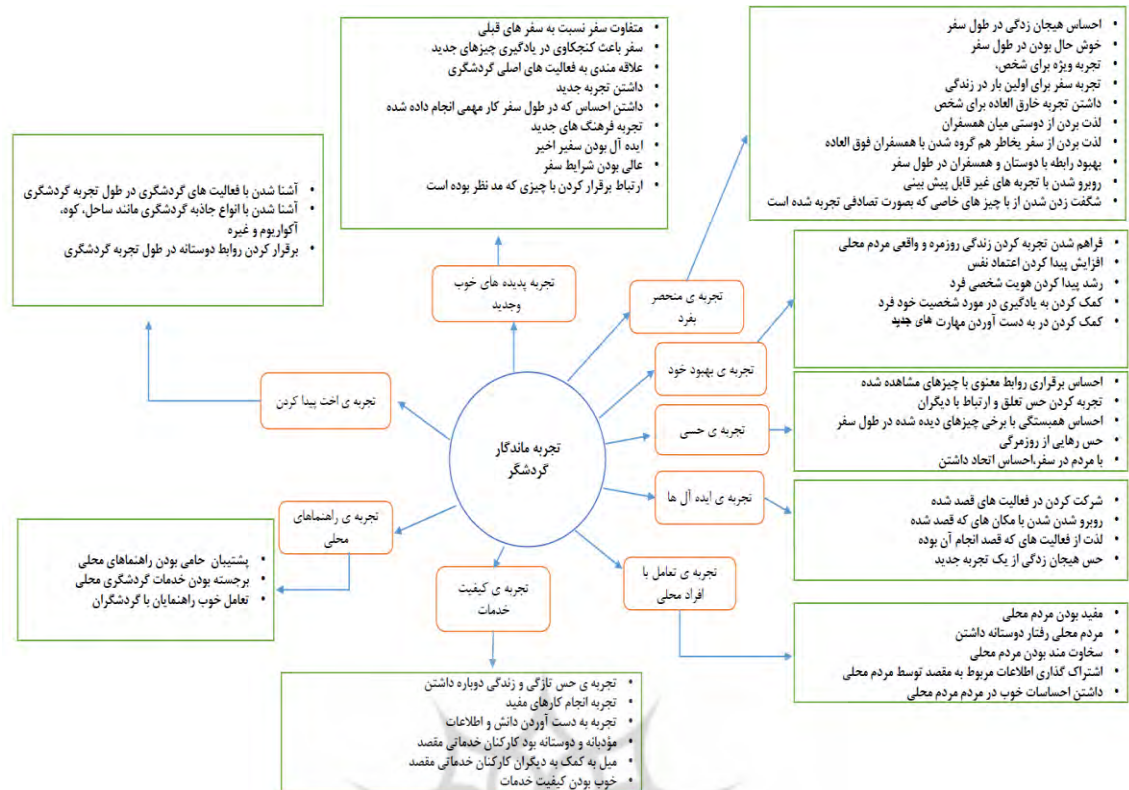 متفاوت سفر نسبت به سفر های قبلی
سفر باعث کنجکاوی در یادگیری چیزهای جدید
علاقه مندی به فعالیت های اصلی گردشگری
داشتن تجربه جدید
داشتن احساس که در طول سفر کار مهمی انجام داده شده
تجربه فرهنگ های جدید
ایده آل بودن سفیر اخیر
عالی بودن شرایط سفر
ارتباط برقرار کردن با چیزی که مد نظر بوده است
احساس هیجان زدگی در طول سفر
خوش حال بودن در طول سفر
تجربه ویژه برای شخص،
تجربه سفر برای اولین بار در زندگی
داشتن تجربه خارق العاده برای شخص
لذت بردن از دوستی میان همسفران
لذت بردن از سفر یخاطر هم گروه شدن با همسفران فوق العاده
بهبود رابطه با دوستان و همسفران در طول سفر
روبرو شدن با تجربه های غیر قابل پیش بینی
شگفت زدن شدن از با چیز های خاصی که بصورت تصادفی تجربه شده است
آشنا شدن با فعالیت های گردشگری در طول تجربه گردشگری
آشنا شدن با انواع جاذبه گردشگری مانند ساحل، کوه،
آکواریوم و غیره
برقرار کردن روابط دوستانه در طول تجربه گردشگری
فراهم شدن تجربه کردن زندگی روزمره و واقعی مردم محلی
افزایش پیدا کردن اعتماد نفس
رشد پیدا کردن هویت شخصی فرد
کمک کردن به یادگیری در مورد شخصیت خود فرد
کمک کردن در به دست آوردن مهارت های جدید
تجربه پدیده های خوب
وجدید
تجربه ی منحصر
بفرد
تجربه ی بهبود خود
تجربه ی اخت پیدا کردن
تجربه ی حسی
احساس برقراری روابط معنوی با چیزهای مشاهده شده
تجربه کردن حس تعلق و ارتباط با دیگران
احساس همبستگی با برخی چیزهای دیده شده در طول سفر
حس رهایی از روزمرگی
با مردم در سفر،احساس اتحاد داشتن
تجربه ماندگار
گردشگر
تجربه ی ایده آل ها
شرکت کردن در فعالیت های قصد شده
روبرو شدن شدن با مکان های که قصد شده
لذت از فعالیت های که قصد انجام آن بوده
حس هیجان زدگی از یک تجربه جدید
تجربه ی راهنماهای
محلی
پشتیبان حامی بودن راهنماهای محلی
برجسته بودن خدمات گردشگری محلی
تعامل خوب راهنمایان با گردشگران
تجربه ی کیفیت
خدمات
تجربه ی تعامل با
افراد محلی
مفید بودن مردم محلی
مردم محلی رفتار دوستانه داشتن
سخاوت مند بودن مردم محلی
اشتراک گذاری اطلاعات مربوط به مقصد توسط مردم محلی
داشتن احساسات خوب در مردم مردم محلی
تجربه ی حس تازگی و زندگی دوباره داشتن
تجربه انجام کارهای مفید
تجربه به دست آوردن دانش و اطلاعات
مؤدبانه و دوستانه بود کارکنان خدماتی مقصد
میل به کمک به دیگران کارکنان خدماتی مقصد
خوب بودن کیفیت خدمات